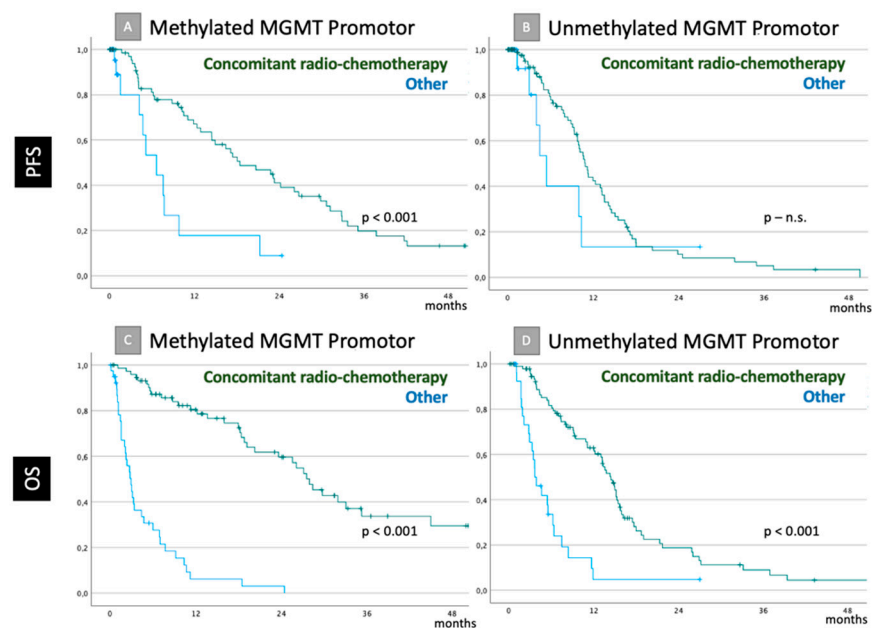 A Methylated MGMT Promotor
B Unmethylated MGMT Promotor
PFS
1,0
0,8
0,6
0,4
0,2
0,0
Concomitant radio-chemotherapy
Other
p < 0.001
0 12 24 36 48
months
1,0
0,8
0,6
0,4
0,2
0,0
Concomitant radio-chemotherapy
Other
p – n.s.
0 12 24 36 48
months
C Methylated MGMT Promotor
D Unmethylated MGMT Promotor
OS
1,0
0,8
0,6
0,4
0,2
0,0
Concomitant radio-chemotherapy
Other
p < 0.001
0 12 24 36 48
months
1,0
0,8
0,6
0,4
0,2
0,0
Concomitant radio-chemotherapy
Other
p < 0.001
0 12 24 36 48
months